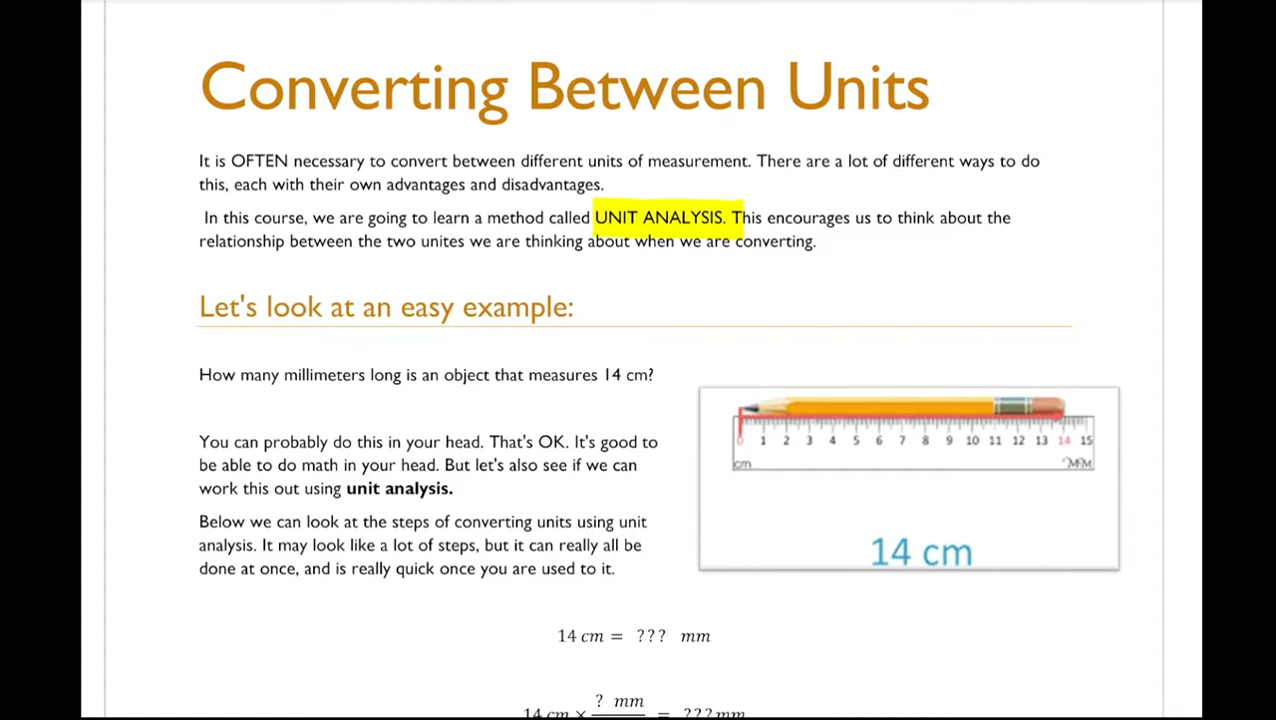 Converting Between Units
It is OFTEN necessary to convert between different units of measurement. There are a lot of different ways to do
this, each with their own advantages and disadvantages.
In this course, we are going to learn a method called UNIT ANALYSIS. This encourages us to think about the
relationship between the two unites we are thinking about when we are converting.
Let's look at an easy example:
How many millimeters long is an object that measures 14 cm?
You can probably do this in your head. That's OK. It's good to
be able to do math in your head. But let's also see if we can
work this out using unit analysis.
Below we can look at the steps of converting units using unit
analysis. It may look like a lot of steps, but it can really all be
done at once, and is really quick once you are used to it.
0 1 2 3 4 5 6 7 8 9 10 11 12 13 14 15
cm MM
14 cm
14 cm = ??? mm
? mm
14 cm × = ??? mm